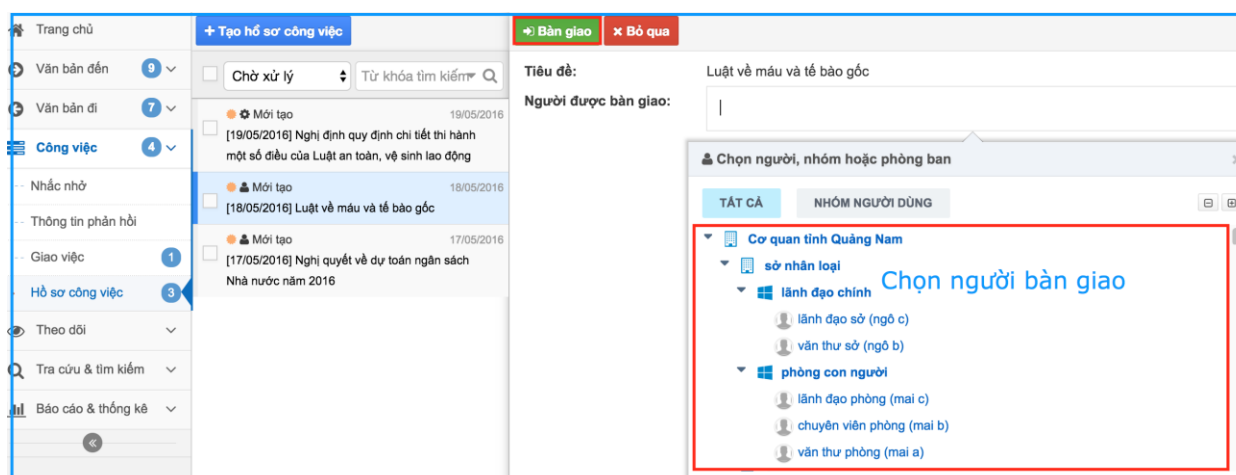 Trang chủ
Văn bản đến 9
Văn bản đi 7
Công việc 4
Nhắc nhở
Thông tin phản hồi
Giao việc 1
Hồ sơ công việc 3
Theo dõi
Tra cứu & tìm kiếm
Báo cáo & thống kê
+ Tạo hồ sơ công việc
Chờ xử lý Từ khóa tìm kiếm
Mới tạo 19/05/2016
[19/05/2016] Nghị định quy định chi tiết thi hành
một số điều của Luật an toàn, vệ sinh lao động
Mới tạo 18/05/2016
[18/05/2016] Luật về máu và tế bào gốc
Mới tạo 17/05/2016
[17/05/2016] Nghị quyết về dự toán ngân sách
Nhà nước năm 2016
Bàn giao x Bỏ qua
Tiêu đề: Luật về máu và tế bào gốc
Người được bàn giao:
Chọn người, nhóm hoặc phòng ban
TẤT CẢ NHÓM NGƯỜI DÙNG
Cơ quan tỉnh Quảng Nam
sở nhân loại
Chọn người bàn giao
lãnh đạo chính
lãnh đạo sở (ngô c)
văn thư sở (ngô b)
phòng con người
lãnh đạo phòng (mai c)
chuyên viên phòng (mai b)
văn thư phòng (mai a)